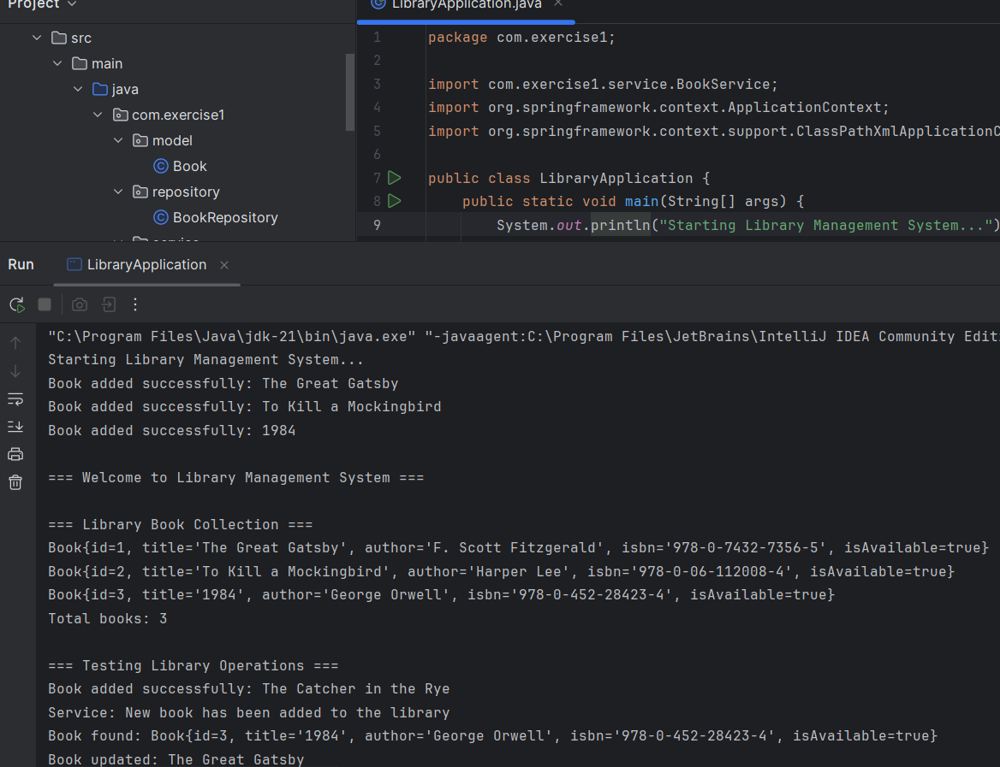 Project
src
main
java
com.exercise1
model
Book
repository
BookRepository
service
LibraryApplication.java
1 package com.exercise1;
2
3 import com.exercise1.service.BookService;
4 import org.springframework.context.ApplicationContext;
5 import org.springframework.context.support.ClassPathXmlApplicationC
6
7 public class LibraryApplication {
8 public static void main(String[] args) {
9 System.out.println("Starting Library Management System...")
Run LibraryApplication
"C:\Program Files\Java\jdk-21\bin\java.exe" "-javaagent:C:\Program Files\JetBrains\IntelliJ IDEA Community Edit
Starting Library Management System...
Book added successfully: The Great Gatsby
Book added successfully: To Kill a Mockingbird
Book added successfully: 1984
=== Welcome to Library Management System ===
=== Library Book Collection ===
Book{id=1, title='The Great Gatsby', author='F. Scott Fitzgerald', isbn='978-0-7432-7356-5', isAvailable=true}
Book{id=2, title='To Kill a Mockingbird', author='Harper Lee', isbn='978-0-06-112008-4', isAvailable=true}
Book{id=3, title='1984', author='George Orwell', isbn='978-0-452-28423-4', isAvailable=true}
Total books: 3
=== Testing Library Operations ===
Book added successfully: The Catcher in the Rye
Service: New book has been added to the library
Book found: Book{id=3, title='1984', author='George Orwell', isbn='978-0-452-28423-4', isAvailable=true}
Book updated: The Great Gatsby